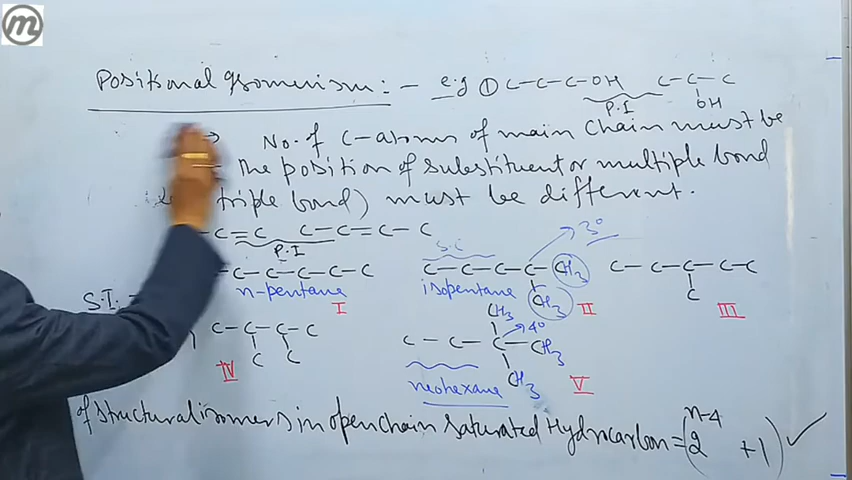 m
Positional Isomerism: - e.g ① C-C-C-OH C-C-C
P.I OH
No. of C-atoms of main chain must be
the position of substituent or multiple bond
triple bond) must be different.
C=C C-C=C-C
P.I S.C 3°
C-C-C-C-C-C C-C-C-C-CH3 C-C-C-C-C
S.I: n-pentane isopentane CH3 C
I II III
C-C-C-C CH3
C C 4°
C-C-C-CH3
IV neohexane CH3 V
of structural isomers in open chain saturated Hydrocarbon = (2^n-4 + 1) ✓